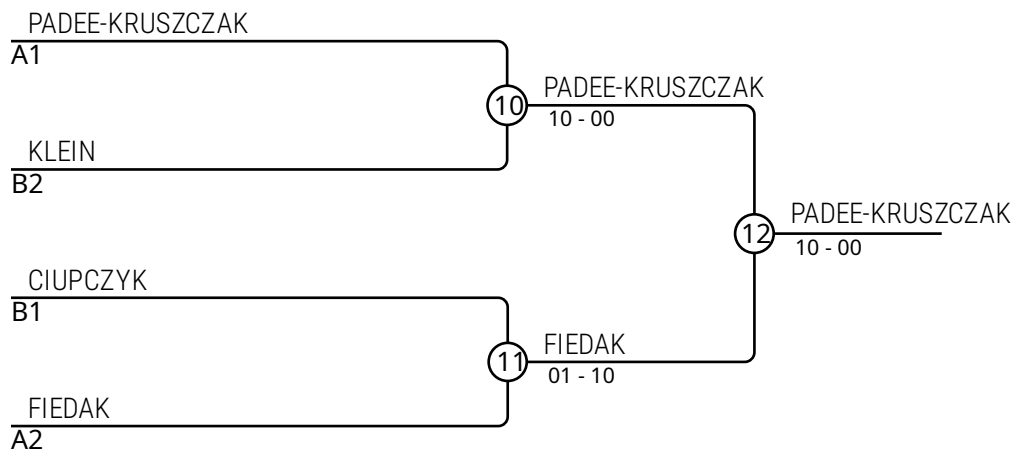 PADEE-KRUSZCZAK
A1
10
PADEE-KRUSZCZAK
10 - 00
KLEIN
B2
12
PADEE-KRUSZCZAK
10 - 00
CIUPCZYK
B1
11
FIEDAK
01 - 10
FIEDAK
A2